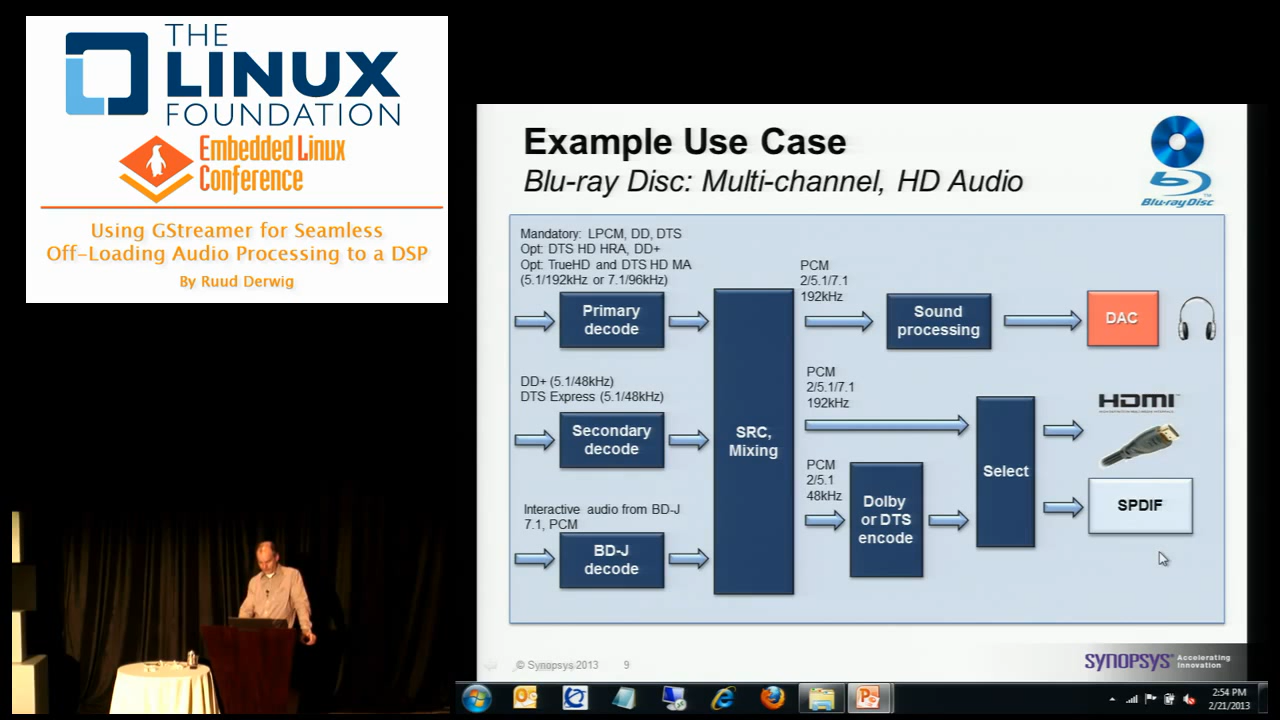 THE
LINUX
FOUNDATION
Embedded Linux
Conference
Using GStreamer for Seamless
Off-Loading Audio Processing to a DSP
By Ruud Derwig
Example Use Case
Blu-ray Disc: Multi-channel, HD Audio
Blu-ray Disc
TM
Mandatory: LPCM, DD, DTS
Opt: DTS HD HRA, DD+
Opt: TrueHD and DTS HD MA
(5.1/192kHz or 7.1/96kHz)
Primary
decode
DD+ (5.1/48kHz)
DTS Express (5.1/48kHz)
Secondary
decode
Interactive audio from BD-J
7.1, PCM
BD-J
decode
SRC,
Mixing
PCM
2/5.1/7.1
192kHz
Sound
processing
DAC
PCM
2/5.1/7.1
192kHz
PCM
2/5.1
48kHz
Dolby
or DTS
encode
Select
HDMI
SPDIF
© Synopsys 2013
9
SYNOPSYS
Accelerating
Innovation
2:54 PM
2/21/2013